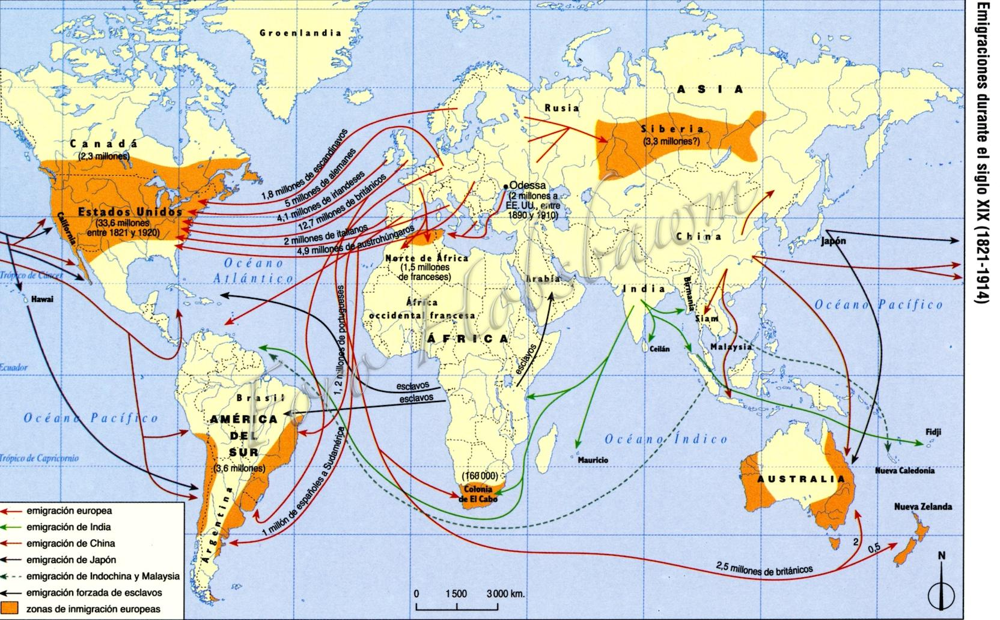 Emigraciones durante el siglo XIX (1821-1914)
Groenlandia
ASIA
Rusia
Siberia
(3,3 millones?)
Canadá
(2,3 millones)
Estados Unidos
(33,6 millones
entre 1821 y 1920)
California
1,8 millones de escandinavos
5 millones de alemanes
4,1 millones de irlandeses
12,7 millones de británicos
2 millones de italianos
4,9 millones de austrohúngaros
Odessa
(2 millones a
EE. UU., entre
1890 y 1910)
China
Japón
Océano
Atlántico
Norte de África
(1,5 millones
de franceses)
Arabia
India
Birmania
Siam
Trópico de Cáncer
Hawai
África
occidental francesa
ÁFRICA
Océano Pacífico
Ceilán
Malaysia
1,2 millones de portugueses
esclavos
Ecuador
esclavos
esclavos
Brasil
Océano Pacífico
AMÉRICA
DEL
SUR
(3,6 millones)
Océano Índico
Fidji
Trópico de Capricornio
Mauricio
Nueva Caledonia
(160 000)
Colonia
de El Cabo
AUSTRALIA
Argentina
1 millón de españoles a Sudamérica
Nueva Zelanda
2
0,5
2,5 millones de británicos
emigración europea
emigración de India
emigración de China
emigración de Japón
emigración de Indochina y Malaysia
emigración forzada de esclavos
zonas de inmigración europeas
0 1 500 3 000 km.
N
Foro Hobsbawm